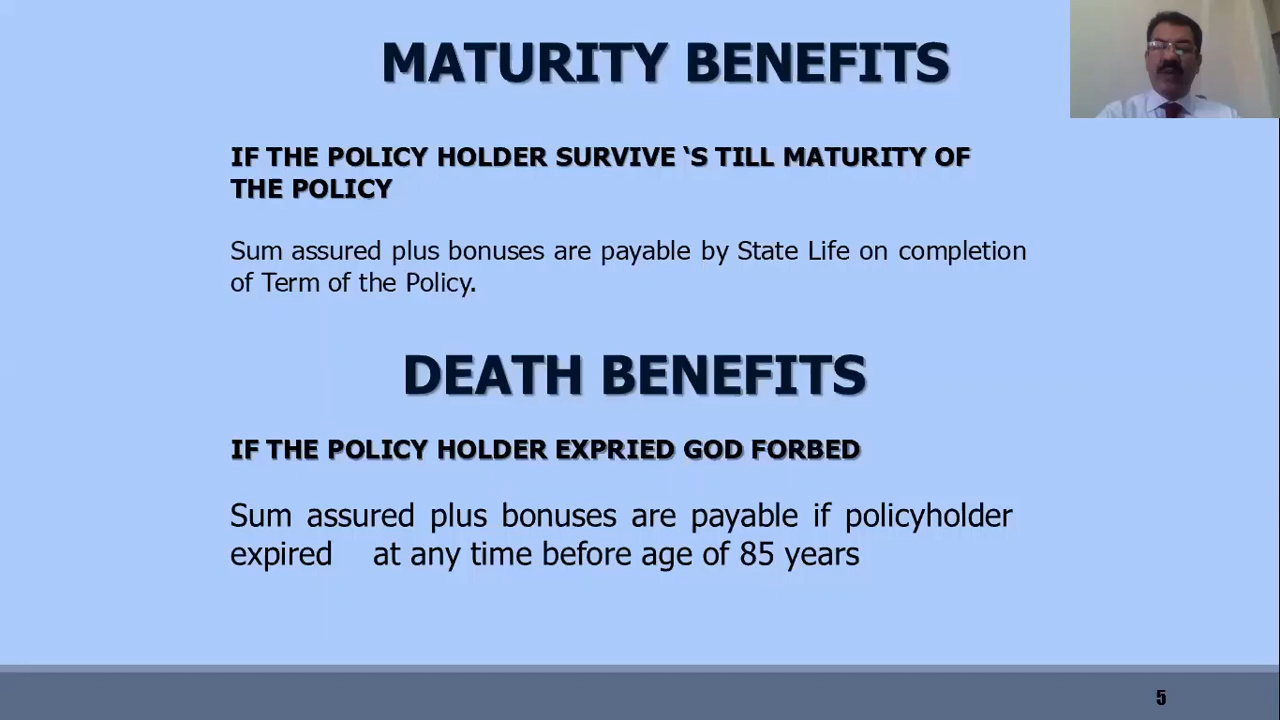 MATURITY BENEFITS
IF THE POLICY HOLDER SURVIVE ‘S TILL MATURITY OF
THE POLICY
Sum assured plus bonuses are payable by State Life on completion
of Term of the Policy.
DEATH BENEFITS
IF THE POLICY HOLDER EXPRIED GOD FORBED
Sum assured plus bonuses are payable if policyholder
expired at any time before age of 85 years
5